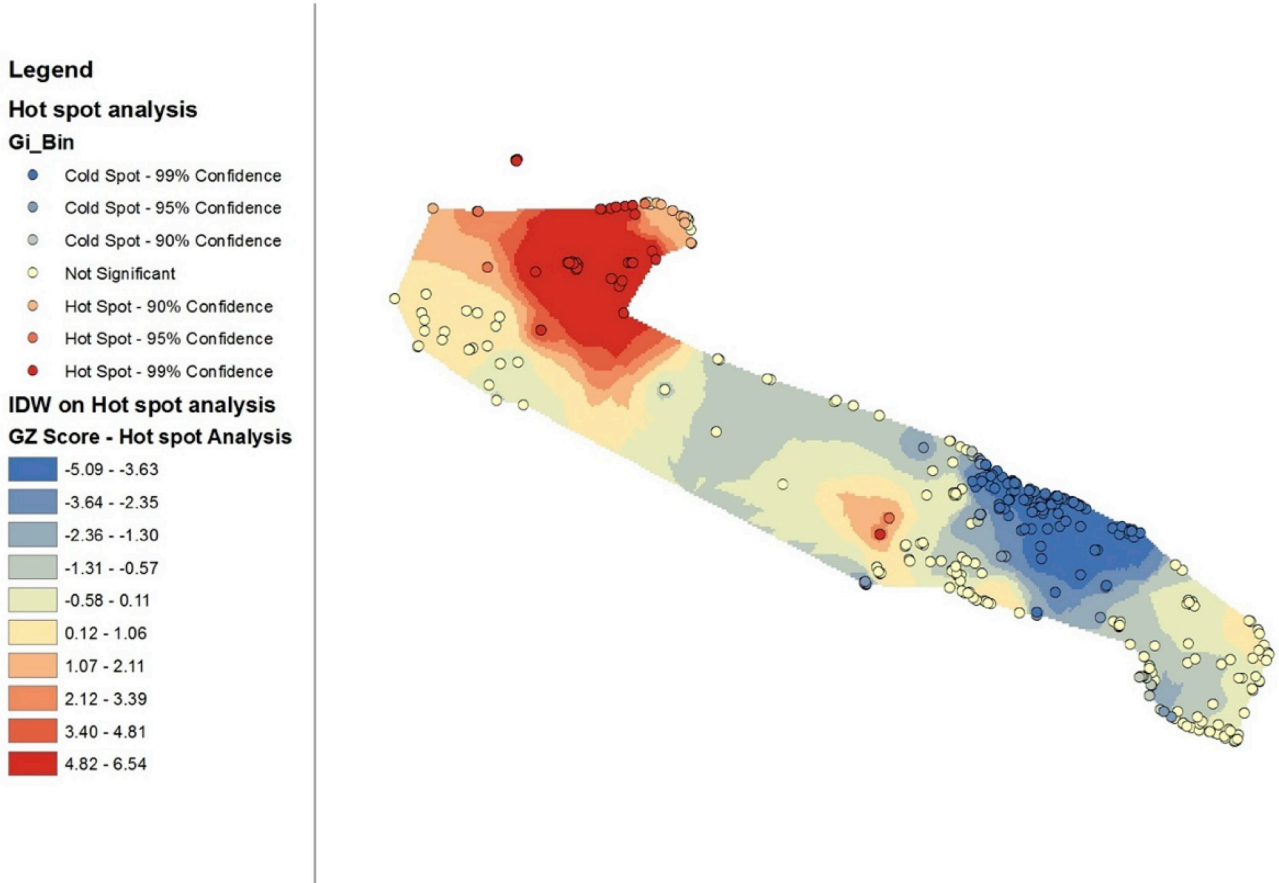 Legend
Hot spot analysis
Gi_Bin
Cold Spot - 99% Confidence
Cold Spot - 95% Confidence
Cold Spot - 90% Confidence
Not Significant
Hot Spot - 90% Confidence
Hot Spot - 95% Confidence
Hot Spot - 99% Confidence
IDW on Hot spot analysis
GZ Score - Hot spot Analysis
-5.09 - -3.63
-3.64 - -2.35
-2.36 - -1.30
-1.31 - -0.57
-0.58 - 0.11
0.12 - 1.06
1.07 - 2.11
2.12 - 3.39
3.40 - 4.81
4.82 - 6.54